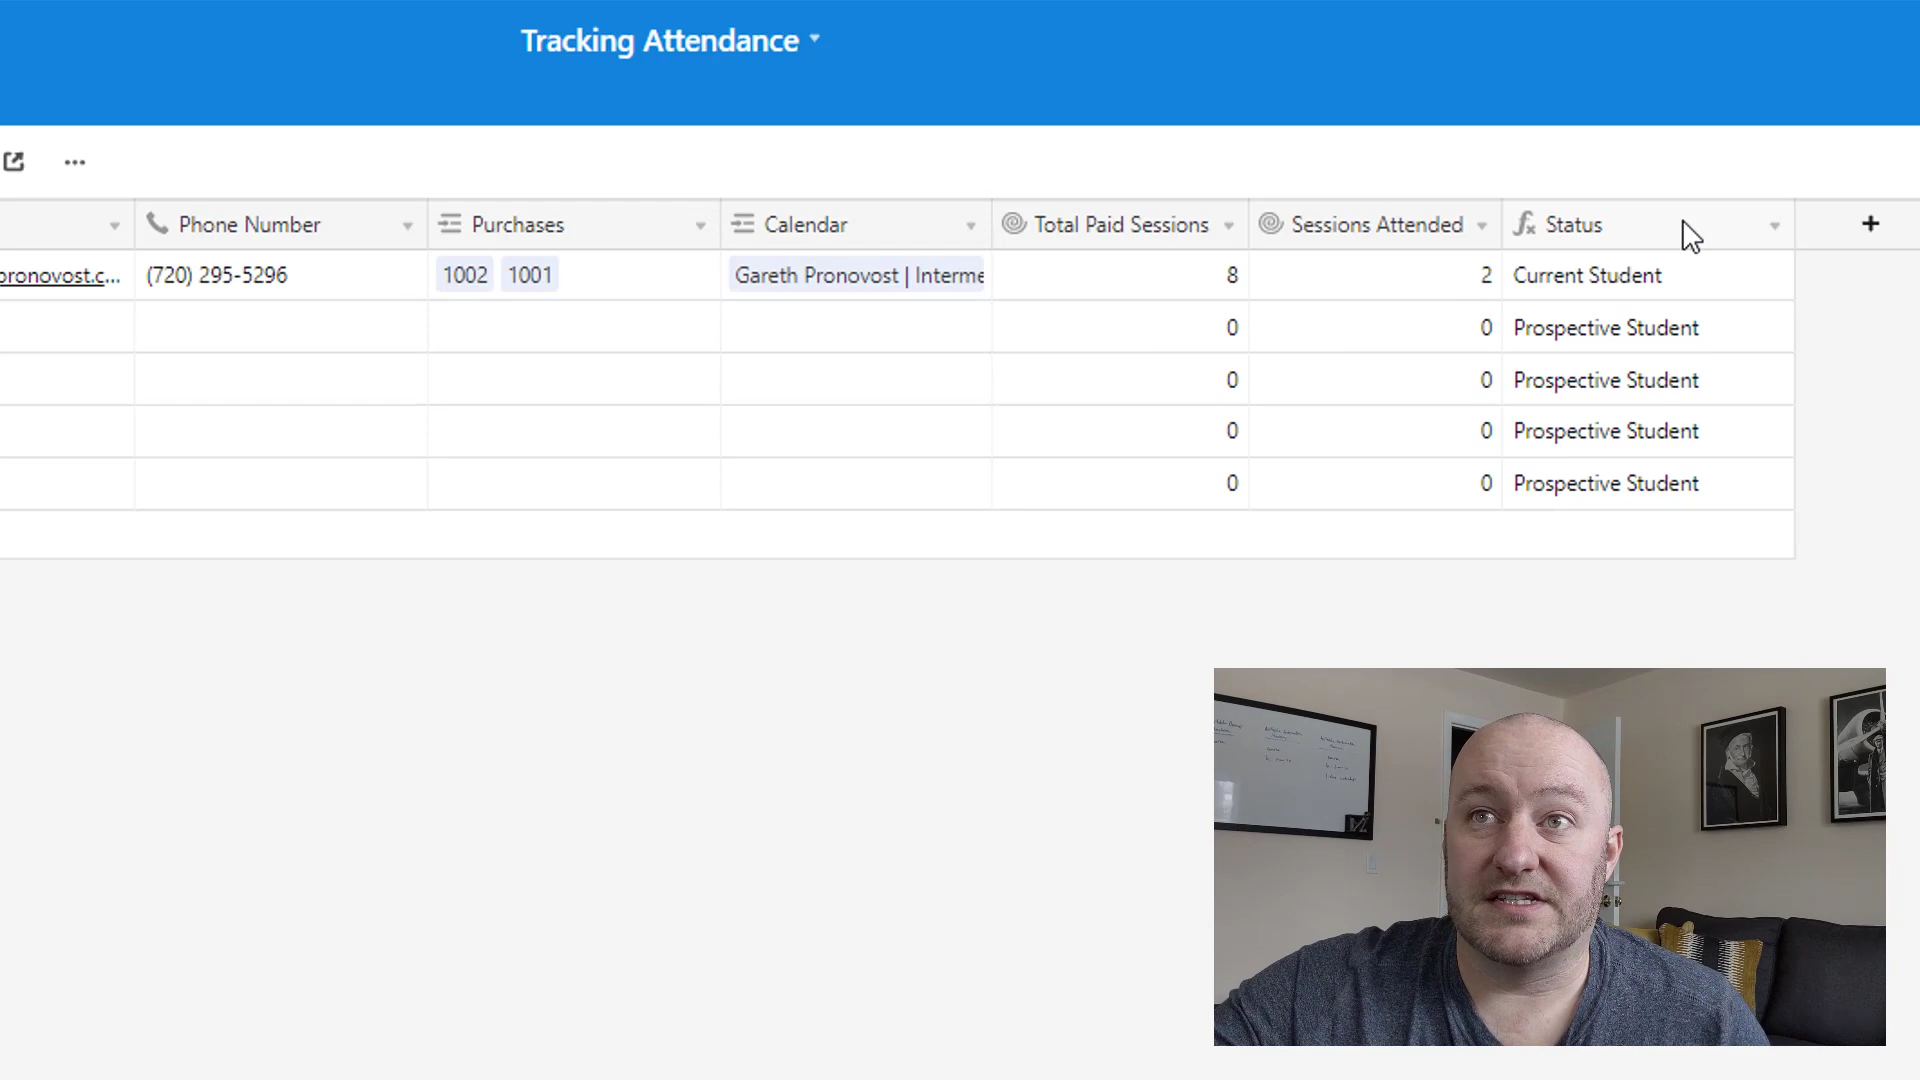 Tracking Attendance
Phone Number Purchases Calendar Total Paid Sessions Sessions Attended Status
pronovost.c... (720) 295-5296 1002 1001 Gareth Pronovost | Interme 8 2 Current Student
0 0 Prospective Student
0 0 Prospective Student
0 0 Prospective Student
0 0 Prospective Student